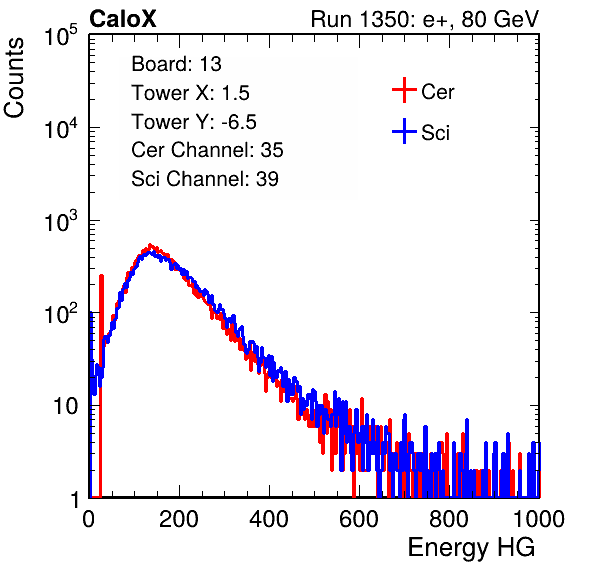 CaloX Run 1350: e+, 80 GeV
Counts
10^5
10^4
10^3
10^2
10
1
Board: 13
Tower X: 1.5
Tower Y: -6.5
Cer Channel: 35
Sci Channel: 39
Cer
Sci
0 200 400 600 800 1000
Energy HG